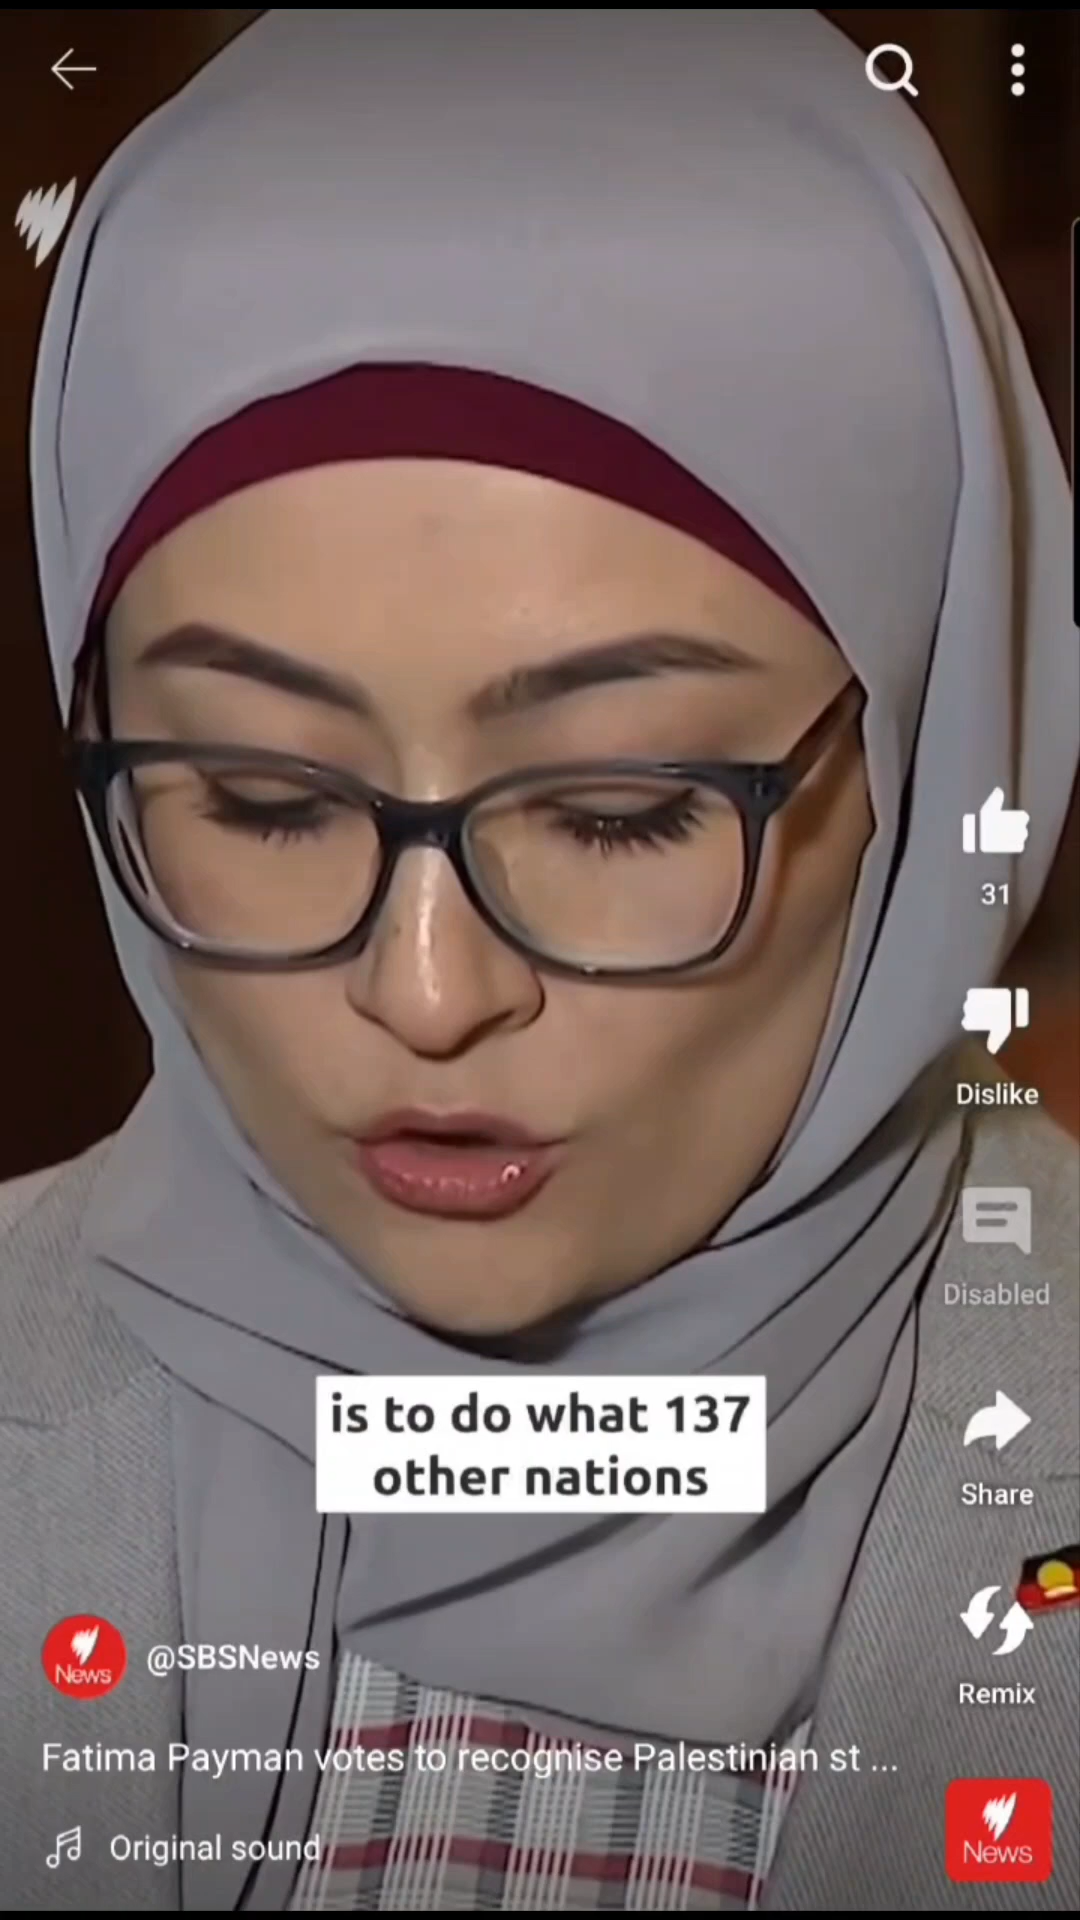 31
Dislike
Disabled
is to do what 137
other nations
Share
News
@SBSNews
Remix
Fatima Payman votes to recognise Palestinian st ...
Original sound
News